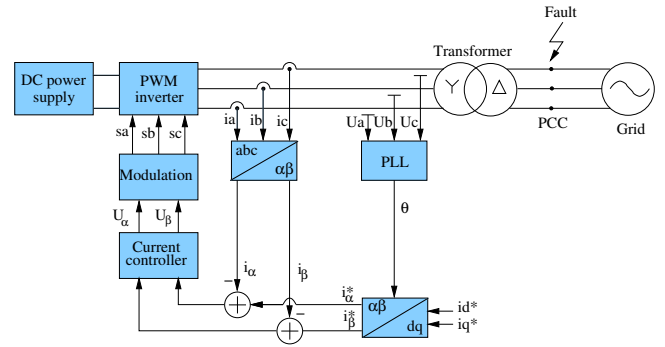 Fault
Transformer
DC power
supply
PWM
inverter
Y
Δ
ia
ib
ic
Ua
Ub
Uc
PCC
Grid
sa
sb
sc
abc
αβ
PLL
Modulation
θ
Uα
Uβ
Current
controller
iα
iβ
−
−
+
+
iα*
iβ*
αβ
dq
id*
iq*